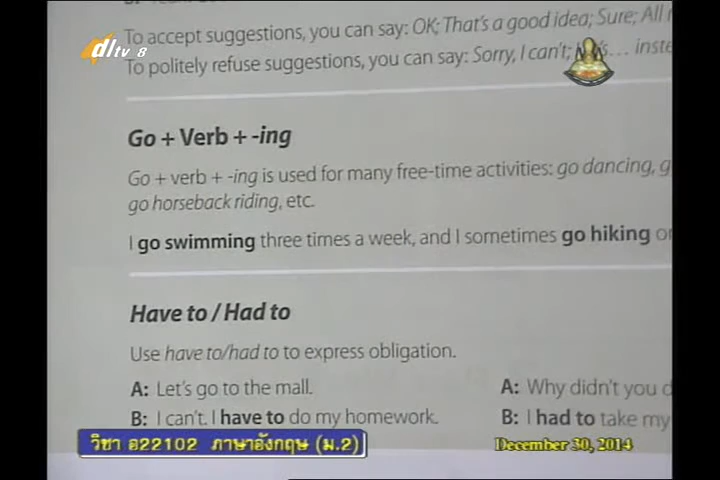 To accept suggestions, you can say: OK; That's a good idea; Sure; All
dltv 8
To politely refuse suggestions, you can say: Sorry, I can't;
Go + Verb + -ing
Go + verb + -ing is used for many free-time activities: go dancing,
go horseback riding, etc.
I go swimming three times a week, and I sometimes go hiking
Have to / Had to
Use have to/had to to express obligation.
A: Let's go to the mall.
B: I can't. I have to do my homework.
A: Why didn't you
B: I had to take my
วิชา อ22102 ภาษาอังกฤษ (ม.2)
December 30, 2014